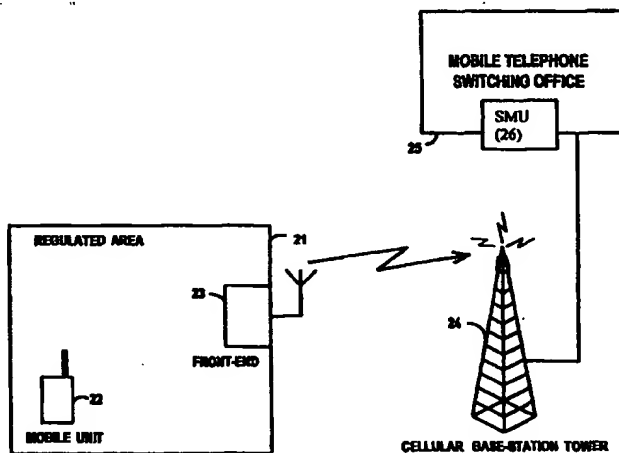 MOBILE TELEPHONE
SWITCHING OFFICE
SMU
(26)
25
REGULATED AREA
21
23
FRONT-END
24
22
MOBILE UNIT
CELLULAR BASE-STATION TOWER